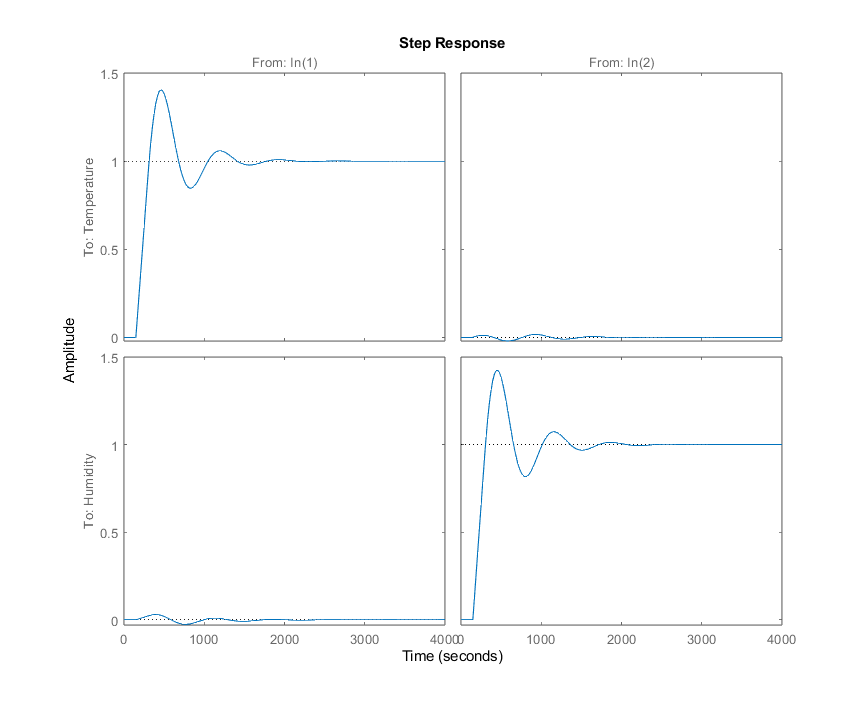 Step Response
From: In(1)
From: In(2)
To: Temperature
1.5
1
0.5
0
Amplitude
To: Humidity
1.5
1
0.5
0
0
1000
2000
3000
4000
0
1000
2000
3000
4000
Time (seconds)